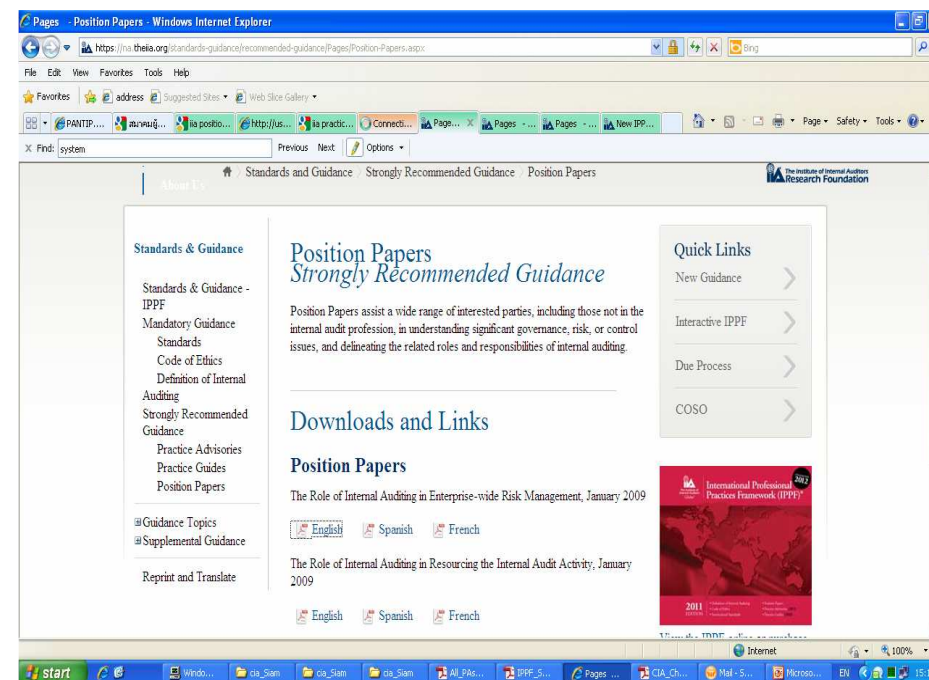 Pages - Position Papers - Windows Internet Explorer
https://na.theiia.org/standards-guidance/recommended-guidance/Pages/Position-Papers.aspx
Bing
File Edit View Favorites Tools Help
Favorites address Suggested Sites Web Slice Gallery
PANTIP.... iia positio... http://us... iia practic... Connecti... Page... Pages - ... Pages - ... New IPP... Page Safety Tools
X Find: system Previous Next Options
About Us
Standards and Guidance Strongly Recommended Guidance Position Papers
The Institute of Internal Auditors
Research Foundation
Standards & Guidance
Standards & Guidance -
IPPF
Mandatory Guidance
Standards
Code of Ethics
Definition of Internal
Auditing
Strongly Recommended
Guidance
Practice Advisories
Practice Guides
Position Papers
Guidance Topics
Supplemental Guidance
Reprint and Translate
Position Papers
Strongly Recommended Guidance
Position Papers assist a wide range of interested parties, including those not in the
internal audit profession, in understanding significant governance, risk, or control
issues, and delineating the related roles and responsibilities of internal auditing.
Downloads and Links
Position Papers
The Role of Internal Auditing in Enterprise-wide Risk Management, January 2009
English Spanish French
The Role of Internal Auditing in Resourcing the Internal Audit Activity, January
2009
English Spanish French
Quick Links
New Guidance
Interactive IPPF
Due Process
COSO
International Professional
Practices Framework (IPPF)
2012
2011
View the IPPF online or purchase
Internet 100%
start Windo... cia_Siam cia_Siam cia_Siam All_PAs... IPPF_S... Pages ... CIA_Ch... Mail - S... Microso... EN 15:1